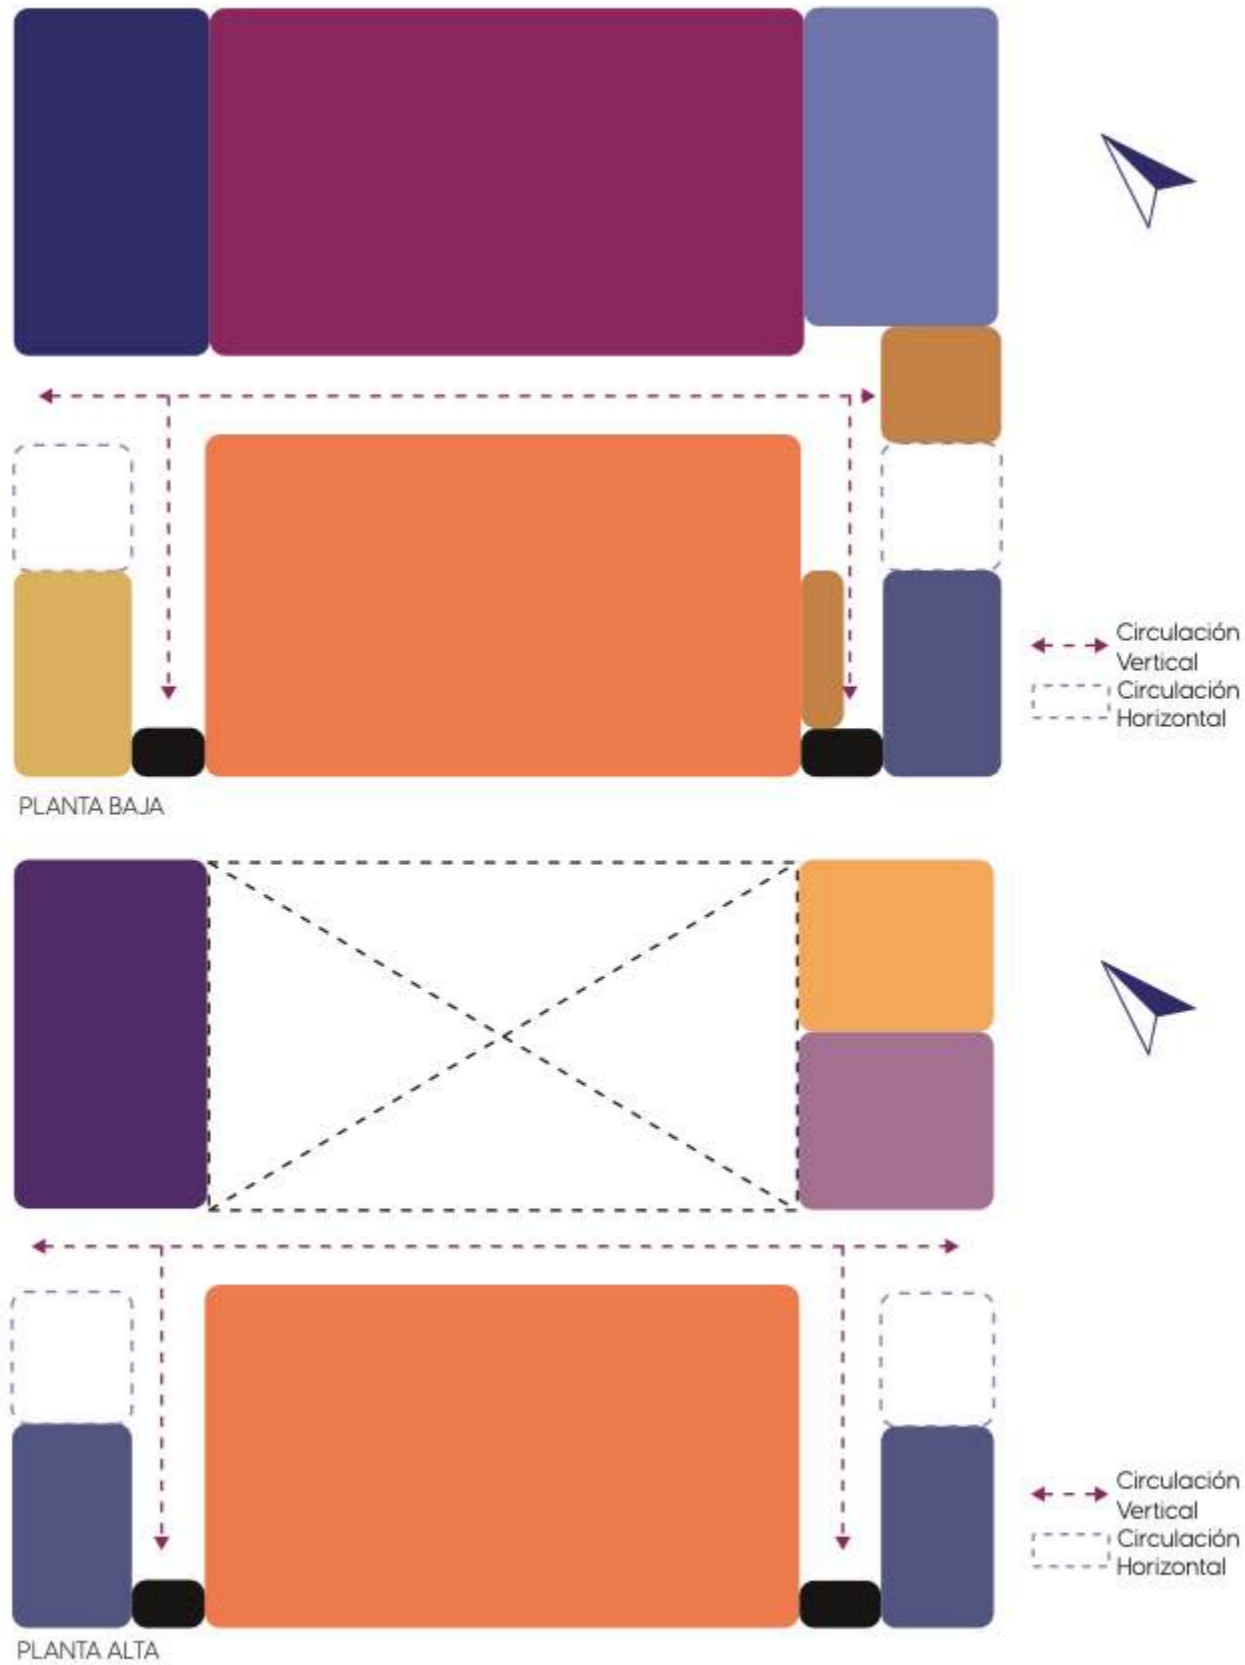 Circulación
Vertical
Circulación
Horizontal
PLANTA BAJA
Circulación
Vertical
Circulación
Horizontal
PLANTA ALTA